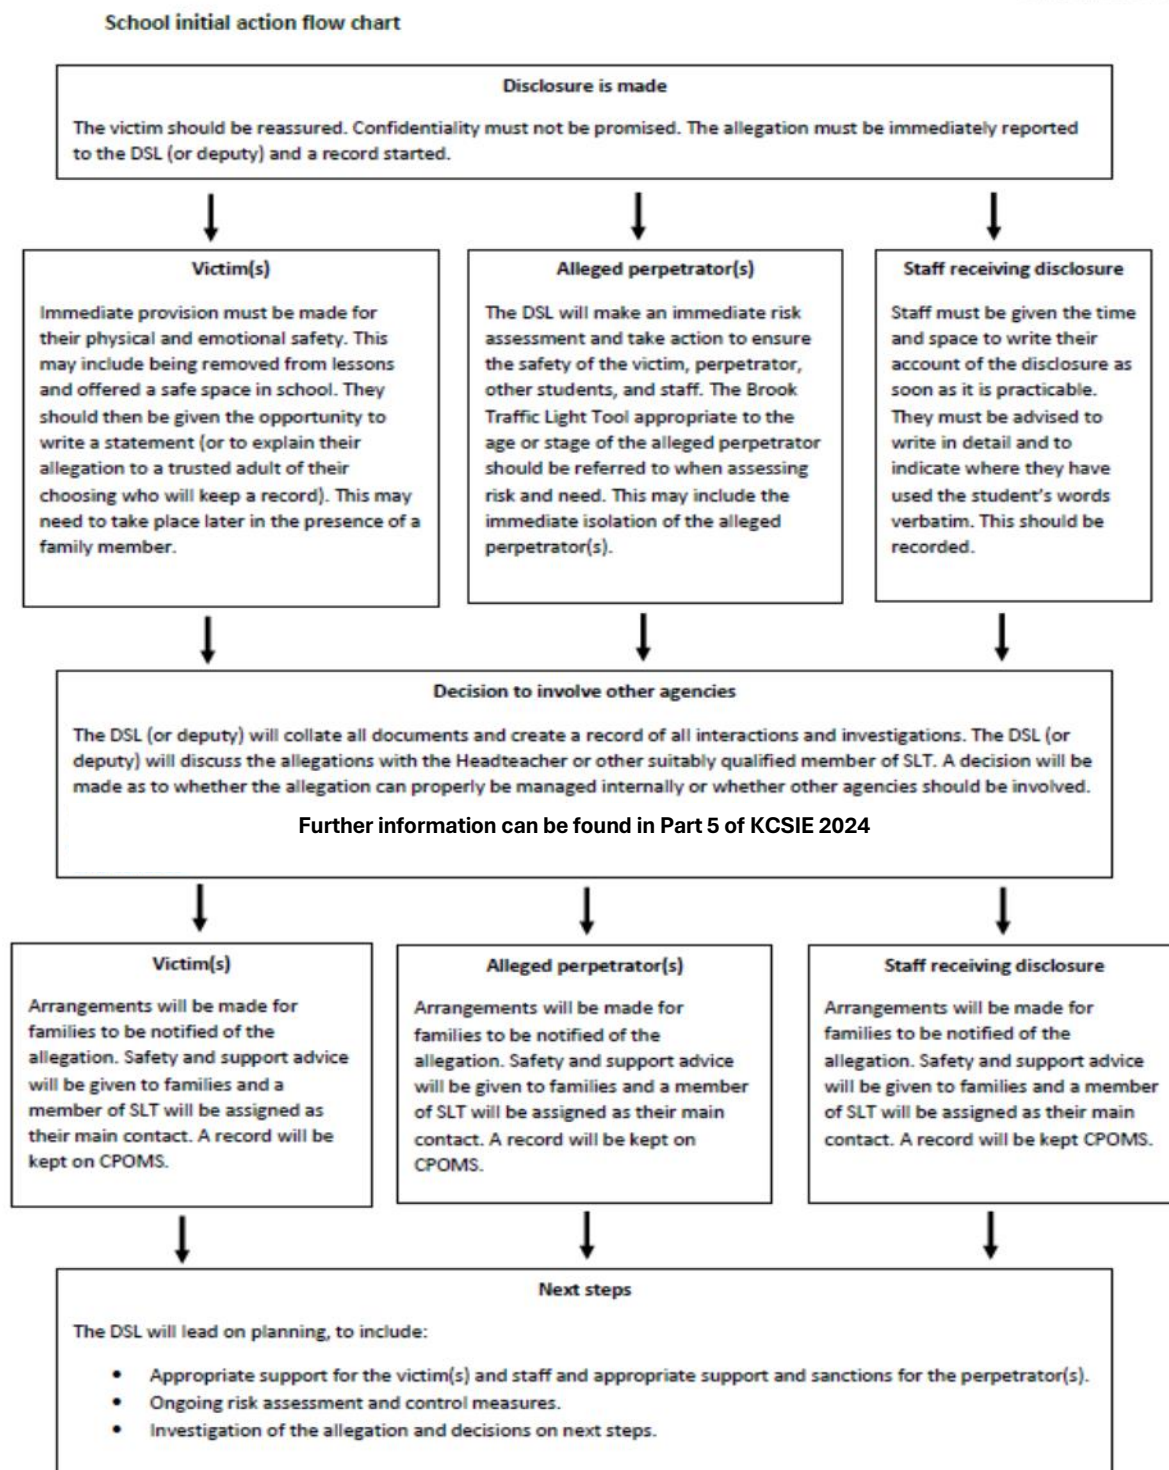 School initial action flow chart
Disclosure is made
The victim should be reassured. Confidentiality must not be promised. The allegation must be immediately reported
to the DSL (or deputy) and a record started.
Victim(s)
Immediate provision must be made for
their physical and emotional safety. This
may include being removed from lessons
and offered a safe space in school. They
should then be given the opportunity to
write a statement (or to explain their
allegation to a trusted adult of their
choosing who will keep a record). This may
need to take place later in the presence of a
family member.
Alleged perpetrator(s)
The DSL will make an immediate risk
assessment and take action to ensure
the safety of the victim, perpetrator,
other students, and staff. The Brook
Traffic Light Tool appropriate to the
age or stage of the alleged perpetrator
should be referred to when assessing
risk and need. This may include the
immediate isolation of the alleged
perpetrator(s).
Staff receiving disclosure
Staff must be given the time
and space to write their
account of the disclosure as
soon as it is practicable.
They must be advised to
write in detail and to
indicate where they have
used the student's words
verbatim. This should be
recorded.
Decision to involve other agencies
The DSL (or deputy) will collate all documents and create a record of all interactions and investigations. The DSL (or
deputy) will discuss the allegations with the Headteacher or other suitably qualified member of SLT. A decision will be
made as to whether the allegation can properly be managed internally or whether other agencies should be involved.
Further information can be found in Part 5 of KCSIE 2024
Victim(s)
Arrangements will be made for
families to be notified of the
allegation. Safety and support advice
will be given to families and a
member of SLT will be assigned as
their main contact. A record will be
kept on CPOMS.
Alleged perpetrator(s)
Arrangements will be made for
families to be notified of the
allegation. Safety and support advice
will be given to families and a member
of SLT will be assigned as their main
contact. A record will be kept on
CPOMS.
Staff receiving disclosure
Arrangements will be made for
families to be notified of the
allegation. Safety and support advice
will be given to families and a member
of SLT will be assigned as their main
contact. A record will be kept CPOMS.
Next steps
The DSL will lead on planning, to include:
• Appropriate support for the victim(s) and staff and appropriate support and sanctions for the perpetrator(s).
• Ongoing risk assessment and control measures.
• Investigation of the allegation and decisions on next steps.